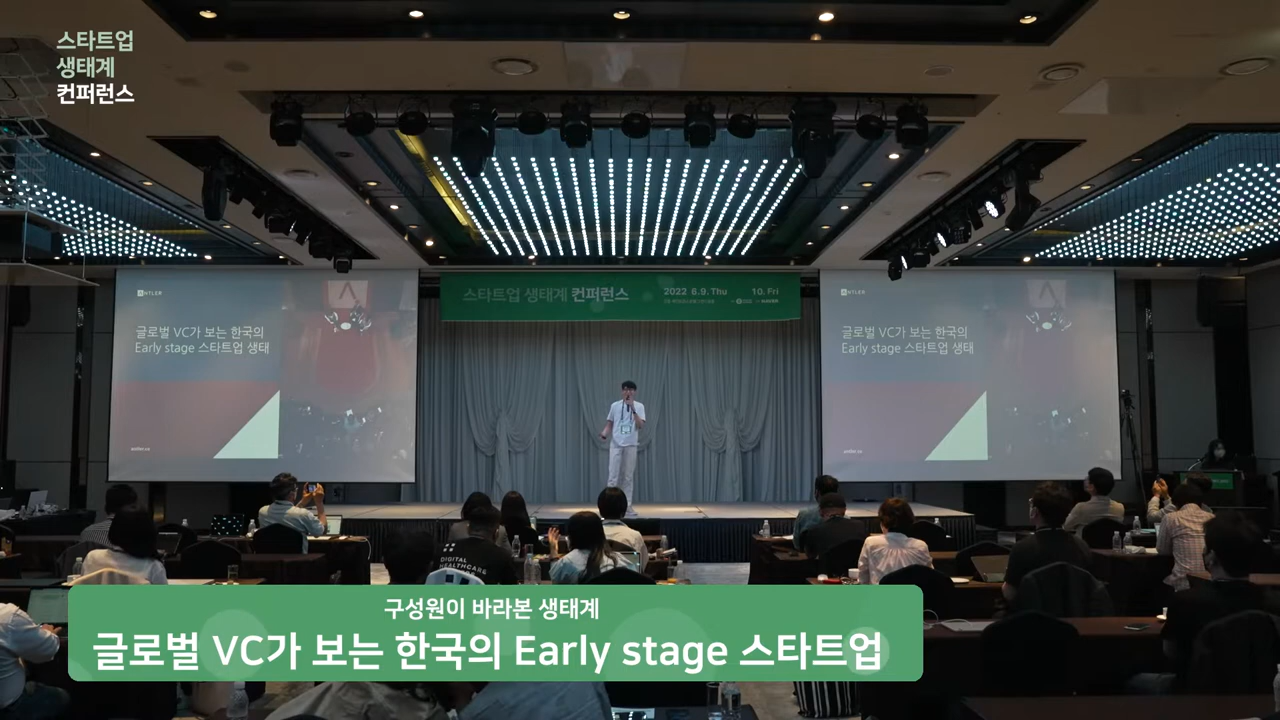 스타트업
생태계
컨퍼런스
스타트업 생태계 컨퍼런스
2022 6.9. Thu 10. Fri
ANTLER
글로벌 VC가 보는 한국의
Early stage 스타트업 생태
antler.co
ANTLER
글로벌 VC가 보는 한국의
Early stage 스타트업 생태
antler.co
DIGITAL
HEALTHCARE
구성원이 바라본 생태계
글로벌 VC가 보는 한국의 Early stage 스타트업